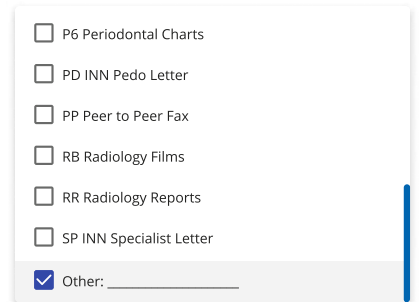 P6 Periodontal Charts
PD INN Pedo Letter
PP Peer to Peer Fax
RB Radiology Films
RR Radiology Reports
SP INN Specialist Letter
Other: __________________